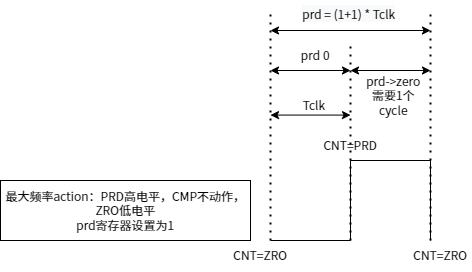 prd = (1+1) * Tclk
prd 0
prd->zero
需要1个
cycle
Tclk
CNT=PRD
最大频率action：PRD高电平，CMP不动作，
ZRO低电平
prd寄存器设置为1
CNT=ZRO
CNT=ZRO